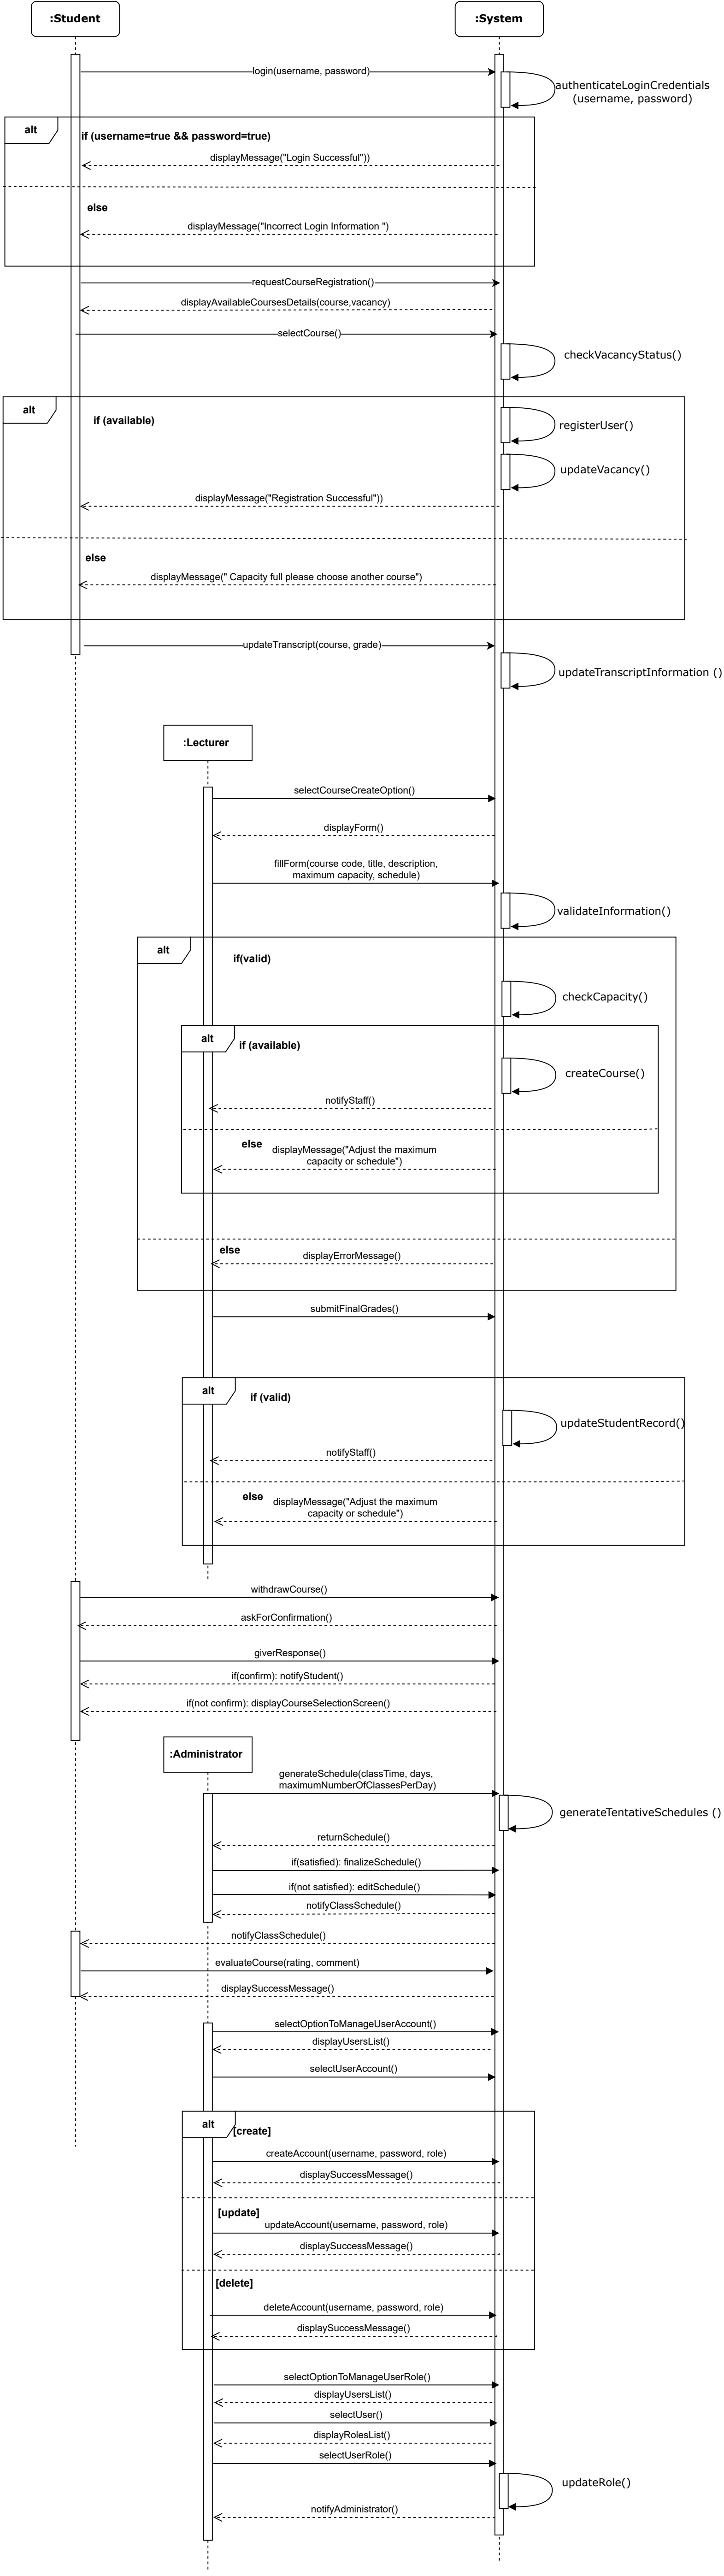 :Student
:System
login(username, password)
authenticateLoginCredentials
(username, password)
alt
if (username=true && password=true)
displayMessage("Login Successful"))
else
displayMessage("Incorrect Login Information ")
requestCourseRegistration()
displayAvailableCoursesDetails(course,vacancy)
selectCourse()
checkVacancyStatus()
alt
if (available)
registerUser()
updateVacancy()
displayMessage("Registration Successful"))
else
displayMessage(" Capacity full please choose another course")
updateTranscript(course, grade)
updateTranscriptInformation ()
:Lecturer
selectCourseCreateOption()
displayForm()
fillForm(course code, title, description,
maximum capacity, schedule)
validateInformation()
alt
if(valid)
checkCapacity()
alt
if (available)
createCourse()
notifyStaff()
else
displayMessage("Adjust the maximum
capacity or schedule")
else
displayErrorMessage()
submitFinalGrades()
alt
if (valid)
updateStudentRecord()
notifyStaff()
else
displayMessage("Adjust the maximum
capacity or schedule")
withdrawCourse()
askForConfirmation()
giverResponse()
if(confirm): notifyStudent()
if(not confirm): displayCourseSelectionScreen()
:Administrator
generateSchedule(classTime, days,
maximumNumberOfClassesPerDay)
generateTentativeSchedules ()
returnSchedule()
if(satisfied): finalizeSchedule()
if(not satisfied): editSchedule()
notifyClassSchedule()
notifyClassSchedule()
evaluateCourse(rating, comment)
displaySuccessMessage()
selectOptionToManageUserAccount()
displayUsersList()
selectUserAccount()
alt
[create]
createAccount(username, password, role)
displaySuccessMessage()
[update]
updateAccount(username, password, role)
displaySuccessMessage()
[delete]
deleteAccount(username, password, role)
displaySuccessMessage()
selectOptionToManageUserRole()
displayUsersList()
selectUser()
displayRolesList()
selectUserRole()
updateRole()
notifyAdministrator()